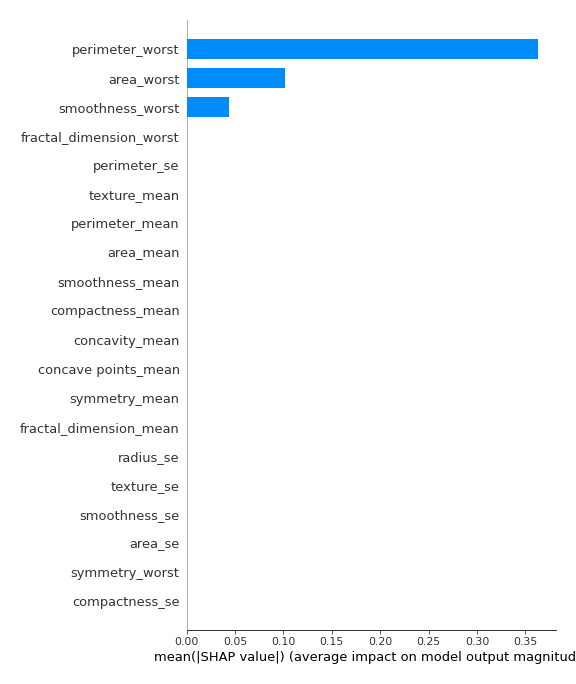 perimeter_worst
area_worst
smoothness_worst
fractal_dimension_worst
perimeter_se
texture_mean
perimeter_mean
area_mean
smoothness_mean
compactness_mean
concavity_mean
concave points_mean
symmetry_mean
fractal_dimension_mean
radius_se
texture_se
smoothness_se
area_se
symmetry_worst
compactness_se
0.00 0.05 0.10 0.15 0.20 0.25 0.30 0.35
mean(|SHAP value|) (average impact on model output magnitud